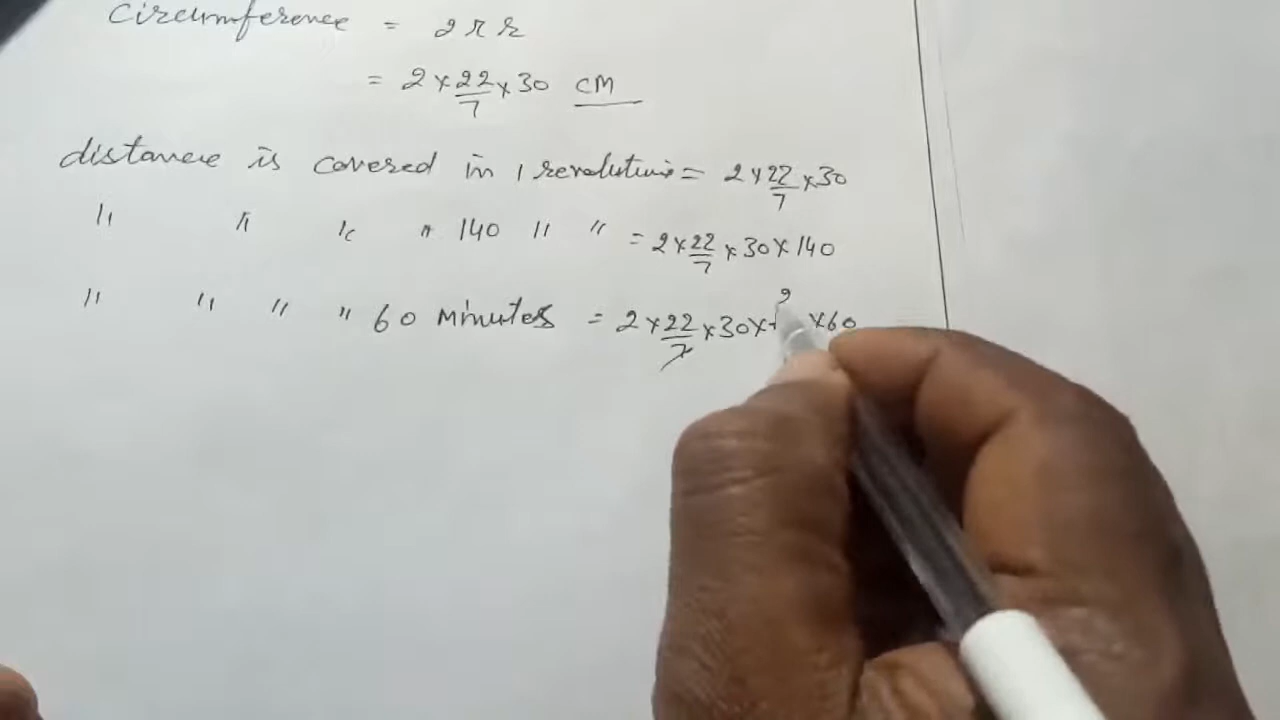 Circumference = 2πr
= 2 × 22/7 × 30 CM
distance is covered in 1 revolution = 2 × 22/7 × 30
" " " " 140 " " = 2 × 22/7 × 30 × 140
" " " " 60 minutes = 2 × 22/7 × 30 × × 60